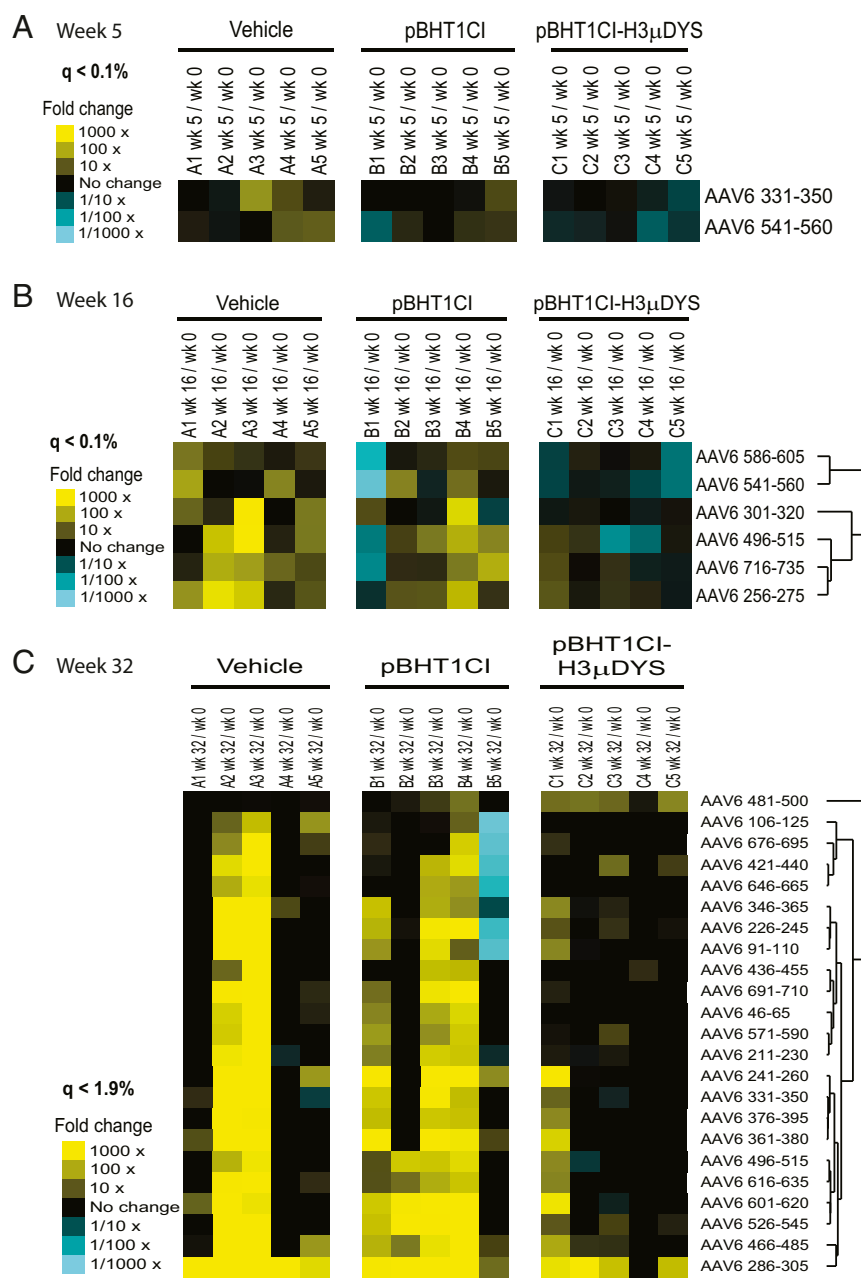 A Week 5
Vehicle
pBHT1CI
pBHT1CI-H3µDYS
q < 0.1%
Fold change
1000 x
100 x
10 x
No change
1/10 x
1/100 x
1/1000 x
A1 wk 5 / wk 0
A2 wk 5 / wk 0
A3 wk 5 / wk 0
A4 wk 5 / wk 0
A5 wk 5 / wk 0
B1 wk 5 / wk 0
B2 wk 5 / wk 0
B3 wk 5 / wk 0
B4 wk 5 / wk 0
B5 wk 5 / wk 0
C1 wk 5 / wk 0
C2 wk 5 / wk 0
C3 wk 5 / wk 0
C4 wk 5 / wk 0
C5 wk 5 / wk 0
AAV6 331-350
AAV6 541-560
B Week 16
Vehicle
pBHT1CI
pBHT1CI-H3µDYS
A1 wk 16 / wk 0
A2 wk 16 / wk 0
A3 wk 16 / wk 0
A4 wk 16 / wk 0
A5 wk 16 / wk 0
B1 wk 16 / wk 0
B2 wk 16 / wk 0
B3 wk 16 / wk 0
B4 wk 16 / wk 0
B5 wk 16 / wk 0
C1 wk 16 / wk 0
C2 wk 16 / wk 0
C3 wk 16 / wk 0
C4 wk 16 / wk 0
C5 wk 16 / wk 0
q < 0.1%
Fold change
1000 x
100 x
10 x
No change
1/10 x
1/100 x
1/1000 x
AAV6 586-605
AAV6 541-560
AAV6 301-320
AAV6 496-515
AAV6 716-735
AAV6 256-275
C Week 32
Vehicle
pBHT1CI
pBHT1CI-
H3µDYS
A1 wk 32 / wk 0
A2 wk 32 / wk 0
A3 wk 32 / wk 0
A4 wk 32 / wk 0
A5 wk 32 / wk 0
B1 wk 32 / wk 0
B2 wk 32 / wk 0
B3 wk 32 / wk 0
B4 wk 32 / wk 0
B5 wk 32 / wk 0
C1 wk 32 / wk 0
C2 wk 32 / wk 0
C3 wk 32 / wk 0
C4 wk 32 / wk 0
C5 wk 32 / wk 0
AAV6 481-500
AAV6 106-125
AAV6 676-695
AAV6 421-440
AAV6 646-665
AAV6 346-365
AAV6 226-245
AAV6 91-110
AAV6 436-455
AAV6 691-710
AAV6 46-65
AAV6 571-590
AAV6 211-230
AAV6 241-260
AAV6 331-350
AAV6 376-395
AAV6 361-380
AAV6 496-515
AAV6 616-635
AAV6 601-620
AAV6 526-545
AAV6 466-485
AAV6 286-305
q < 1.9%
Fold change
1000 x
100 x
10 x
No change
1/10 x
1/100 x
1/1000 x